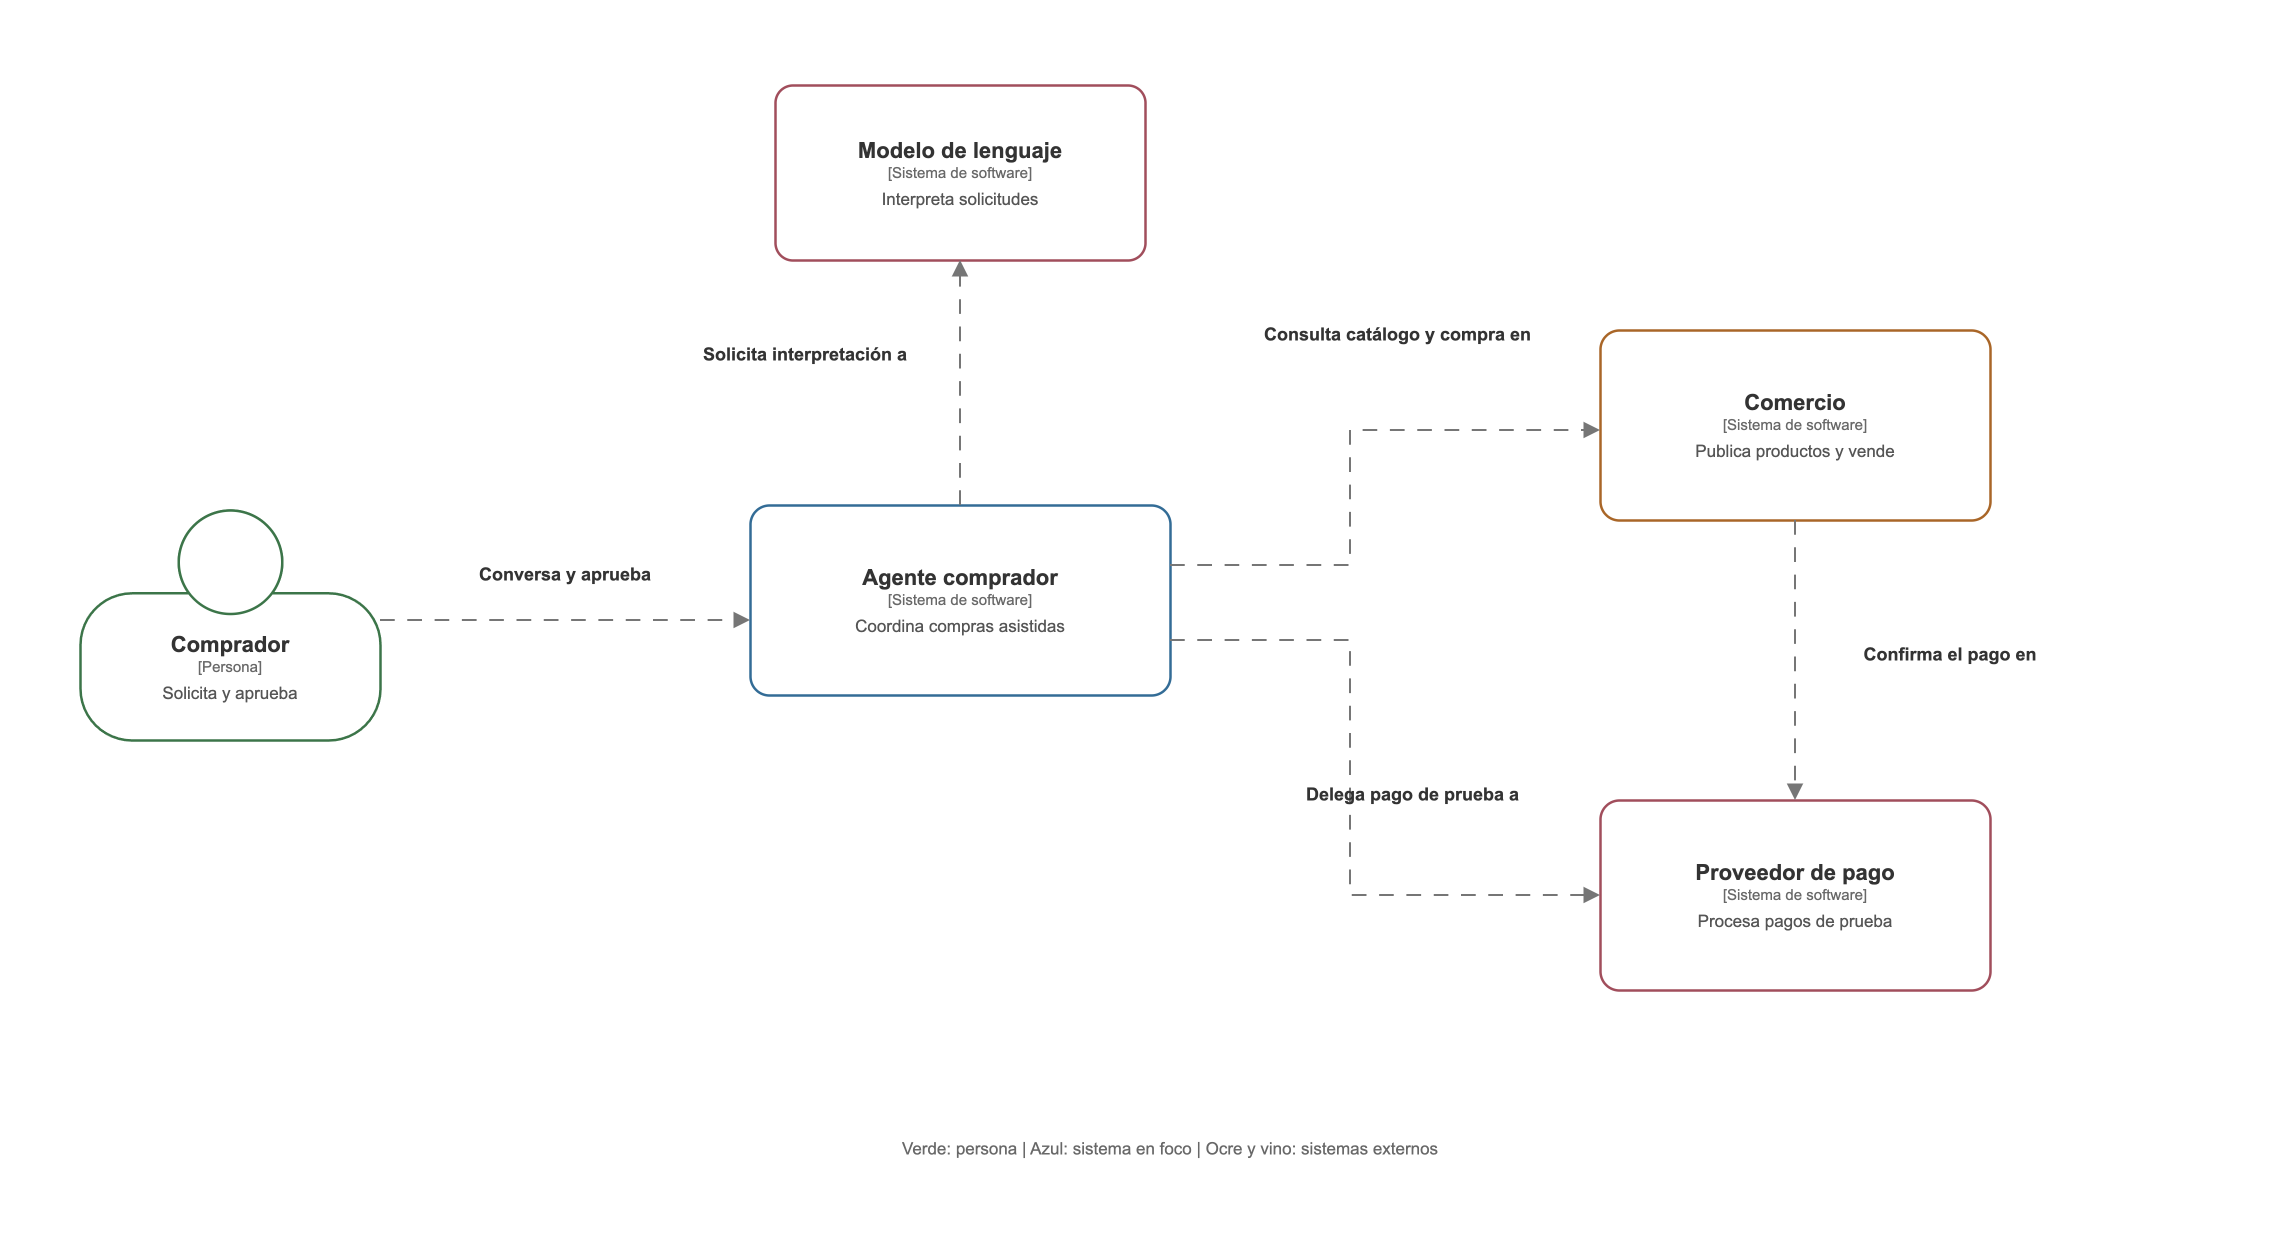 Modelo de lenguaje
[Sistema de software]
Interpreta solicitudes
Solicita interpretación a
Consulta catálogo y compra en
Comercio
[Sistema de software]
Publica productos y vende
Conversa y aprueba
Agente comprador
[Sistema de software]
Coordina compras asistidas
Comprador
[Persona]
Solicita y aprueba
Confirma el pago en
Delega pago de prueba a
Proveedor de pago
[Sistema de software]
Procesa pagos de prueba
Verde: persona | Azul: sistema en foco | Ocre y vino: sistemas externos